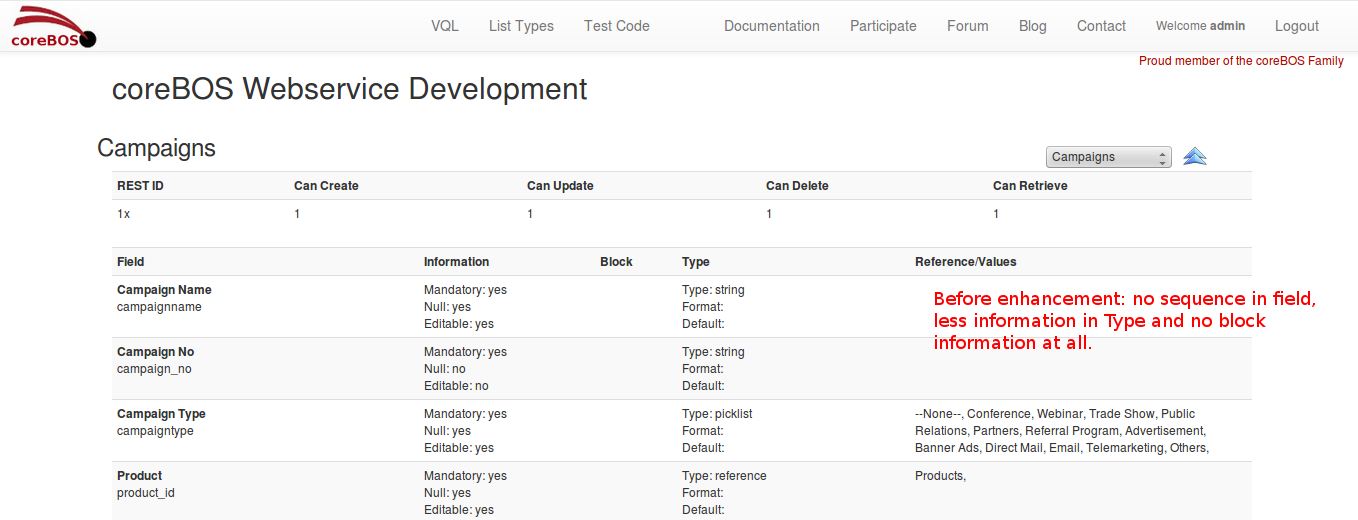 coreBOS
VQL List Types Test Code Documentation Participate Forum Blog Contact Welcome admin Logout
Proud member of the coreBOS Family
coreBOS Webservice Development
Campaigns
Campaigns
REST ID Can Create Can Update Can Delete Can Retrieve
1x 1 1 1 1
Field Information Block Type Reference/Values
Campaign Name Mandatory: yes Type: string
campaignname Null: yes Format:
Editable: yes Default:
Before enhancement: no sequence in field,
less information in Type and no block
information at all.
Campaign No Mandatory: yes Type: string
campaign_no Null: no Format:
Editable: no Default:
Campaign Type Mandatory: yes Type: picklist --None--, Conference, Webinar, Trade Show, Public
campaigntype Null: yes Format: Relations, Partners, Referral Program, Advertisement,
Editable: yes Default: Banner Ads, Direct Mail, Email, Telemarketing, Others,
Product Mandatory: yes Type: reference Products,
product_id Null: yes Format:
Editable: yes Default: